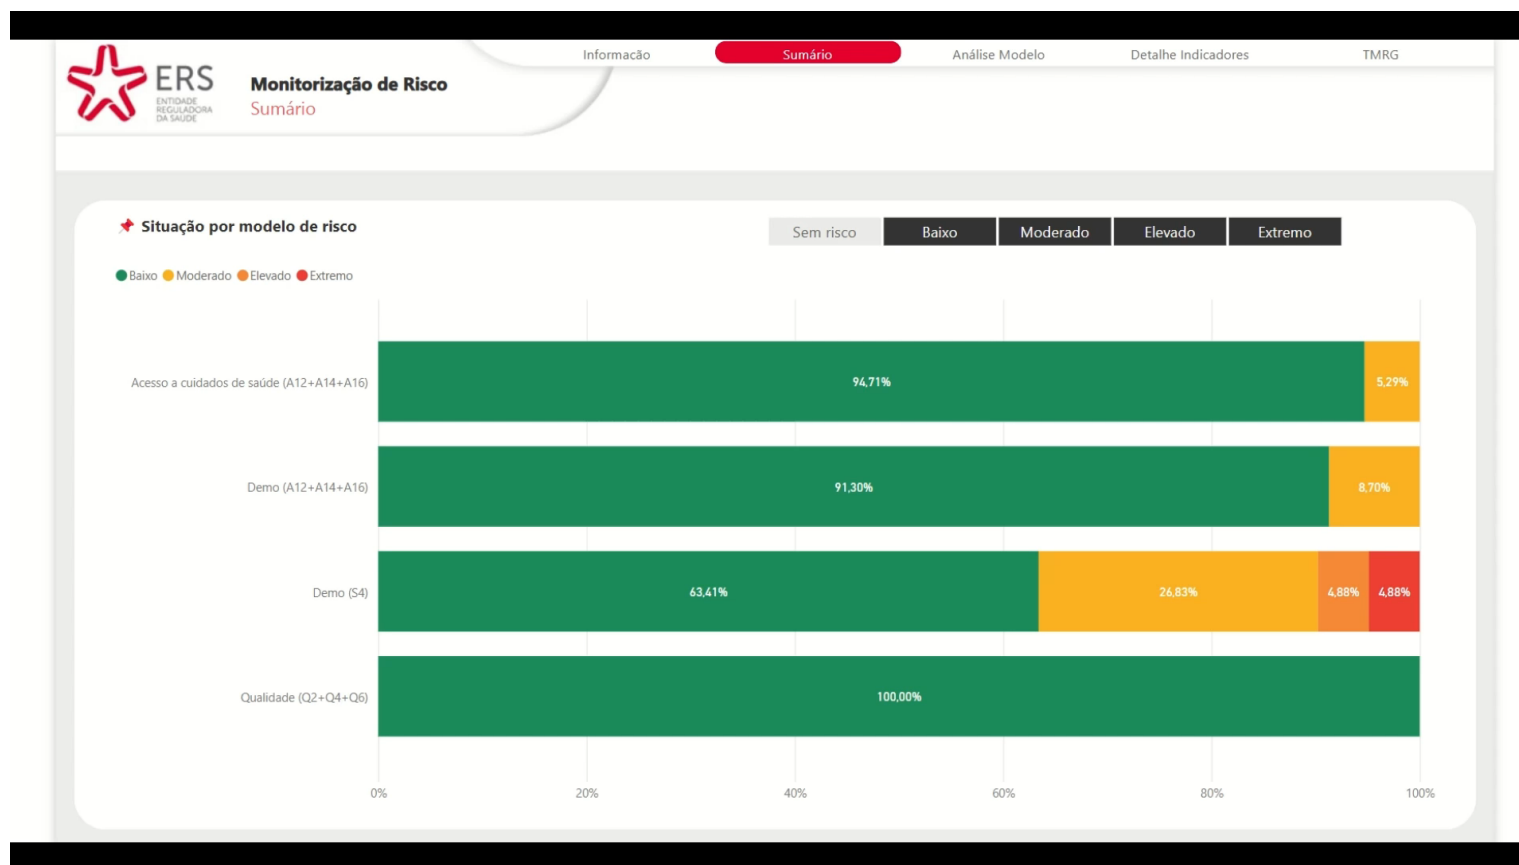 Informacão
Sumário
Análise Modelo
Detalhe Indicadores
TMRG
ERS
ENTIDADE
REGULADORA
DA SAÚDE
Monitorização de Risco
Sumário
Situação por modelo de risco
Sem risco
Baixo
Moderado
Elevado
Extremo
Baixo Moderado Elevado Extremo
Acesso a cuidados de saúde (A12+A14+A16)
94,71%
5,29%
Demo (A12+A14+A16)
91,30%
8,70%
Demo (S4)
63,41%
26,83%
4,88%
4,88%
Qualidade (Q2+Q4+Q6)
100,00%
0%
20%
40%
60%
80%
100%